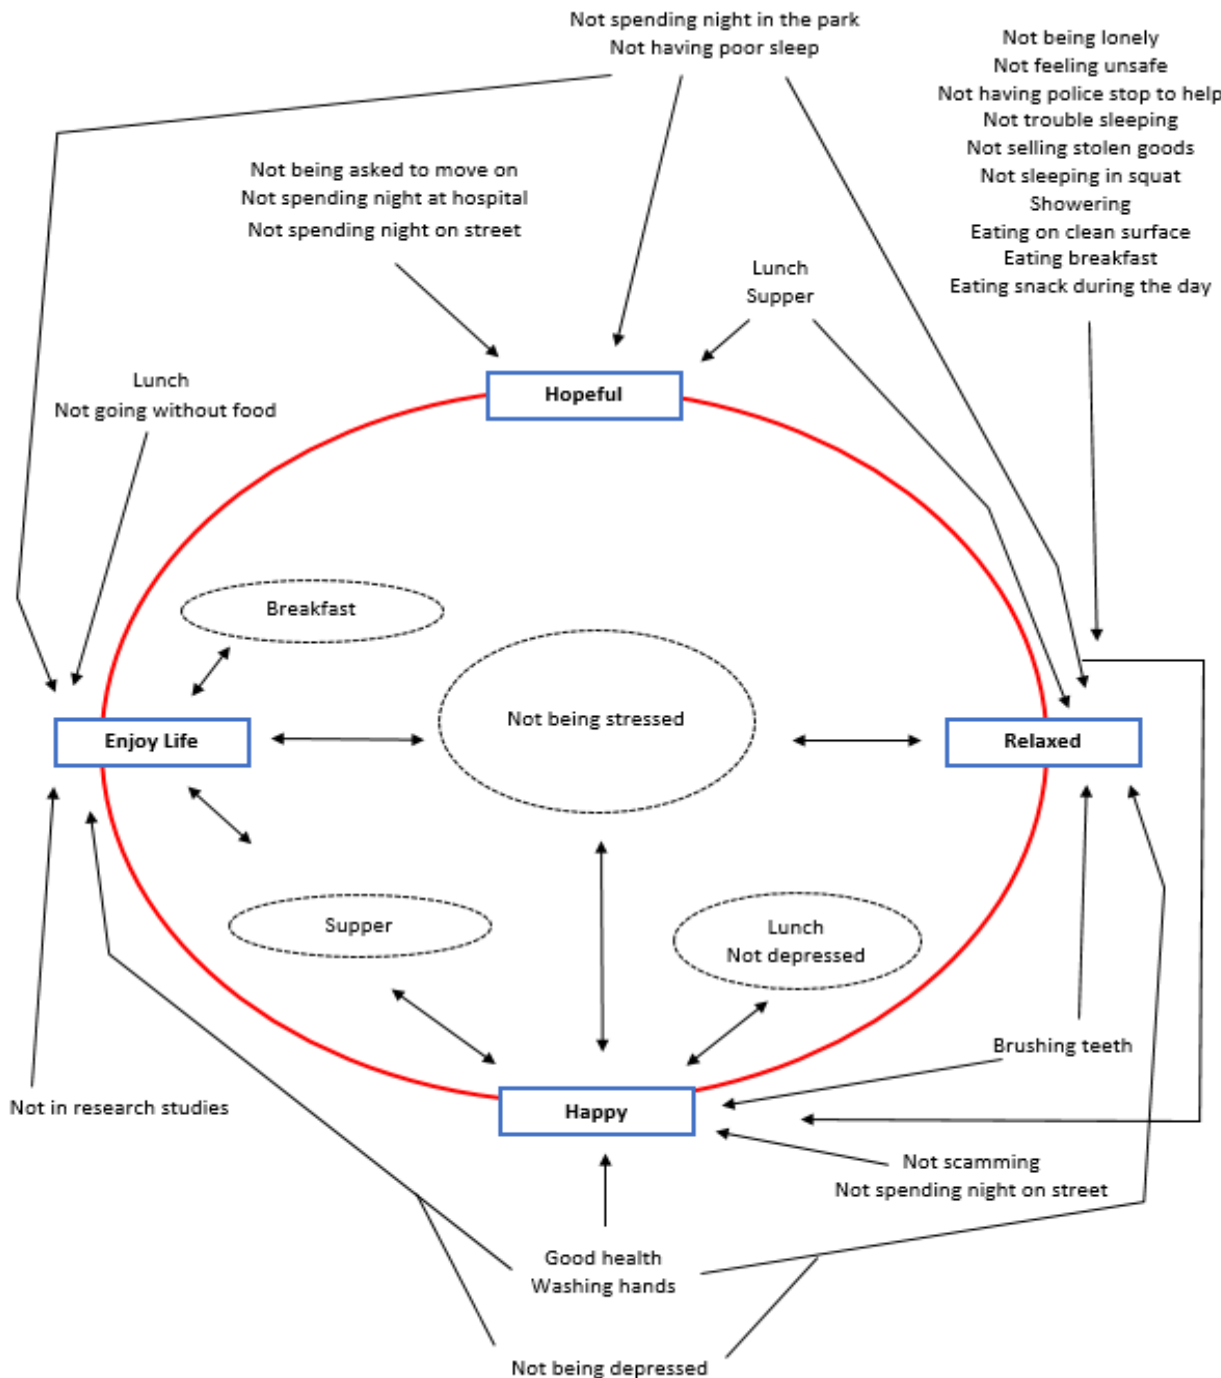 Not spending night in the park
Not having poor sleep
Not being lonely
Not feeling unsafe
Not having police stop to help
Not trouble sleeping
Not selling stolen goods
Not sleeping in squat
Showering
Eating on clean surface
Eating breakfast
Eating snack during the day
Not being asked to move on
Not spending night at hospital
Not spending night on street
Lunch
Supper
Hopeful
Lunch
Not going without food
Breakfast
Not being stressed
Enjoy Life
Relaxed
Supper
Lunch
Not depressed
Brushing teeth
Not in research studies
Happy
Not scamming
Not spending night on street
Good health
Washing hands
Not being depressed